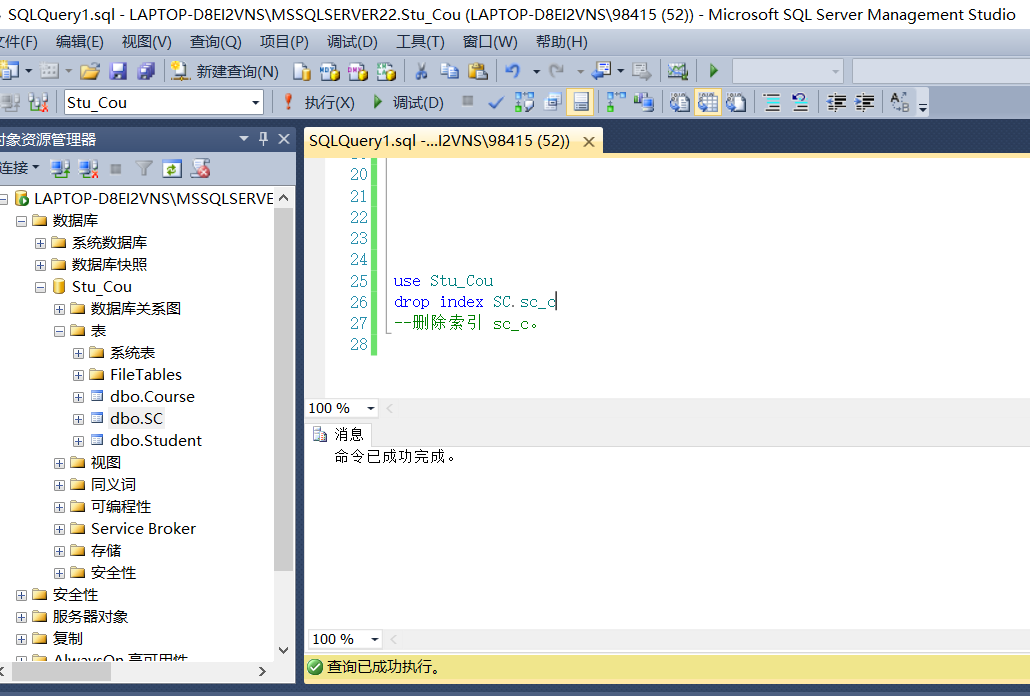 SQLQuery1.sql - LAPTOP-D8EI2VNS\MSSQLSERVER22.Stu_Cou (LAPTOP-D8EI2VNS\98415 (52)) - Microsoft SQL Server Management Studio
文件(F) 编辑(E) 视图(V) 查询(Q) 项目(P) 调试(D) 工具(T) 窗口(W) 帮助(H)
新建查询(N)
Stu_Cou 执行(X) 调试(D)
对象资源管理器
连接
LAPTOP-D8EI2VNS\MSSQLSERVE
数据库
系统数据库
数据库快照
Stu_Cou
数据库关系图
表
系统表
FileTables
dbo.Course
dbo.SC
dbo.Student
视图
同义词
可编程性
Service Broker
存储
安全性
安全性
服务器对象
复制
AlwaysOn 高可用性
SQLQuery1.sql -...I2VNS\98415 (52))
20
21
22
23
24
25 use Stu_Cou
26 drop index SC.sc_c
27 --删除索引 sc_c。
28
100 %
消息
命令已成功完成。
100 %
查询已成功执行。